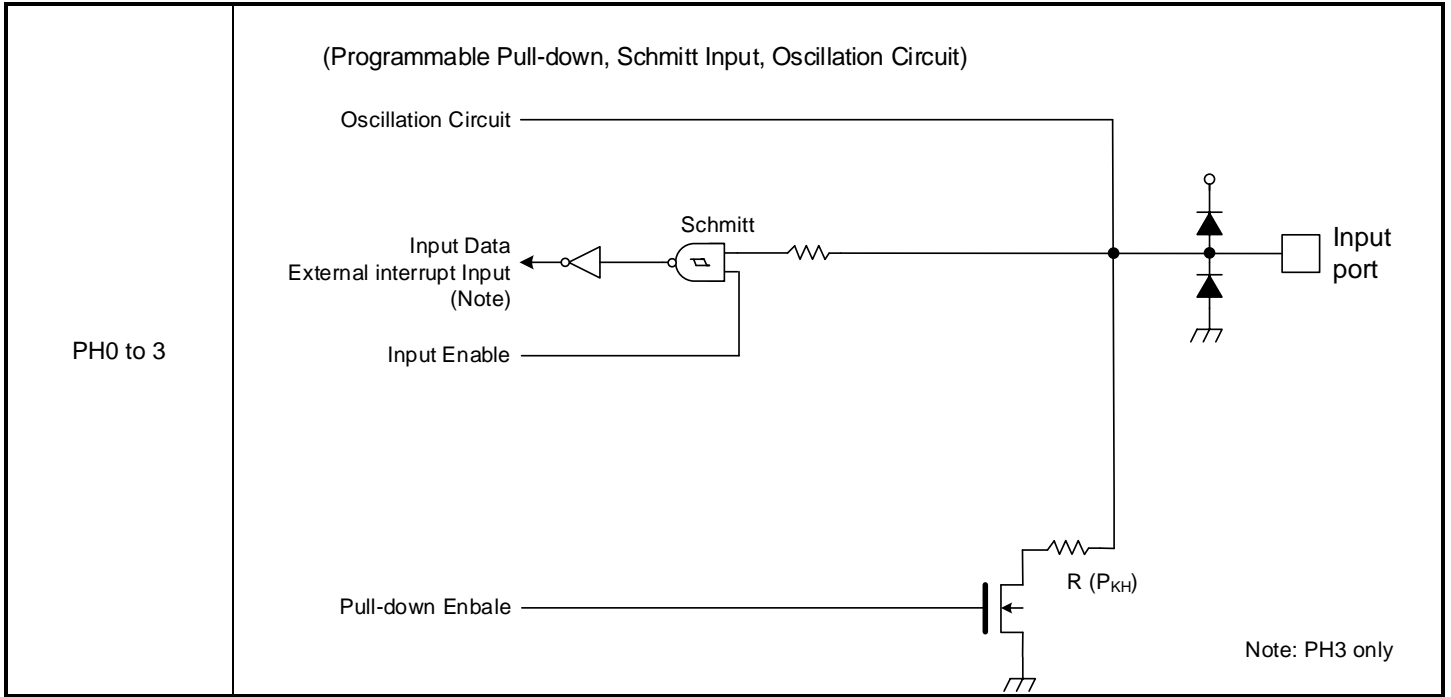 (Programmable Pull-down, Schmitt Input, Oscillation Circuit)
Oscillation Circuit
Schmitt
Input Data
External interrupt Input
(Note)
Input
port
PH0 to 3
Input Enable
R (PKH)
Pull-down Enbale
Note: PH3 only